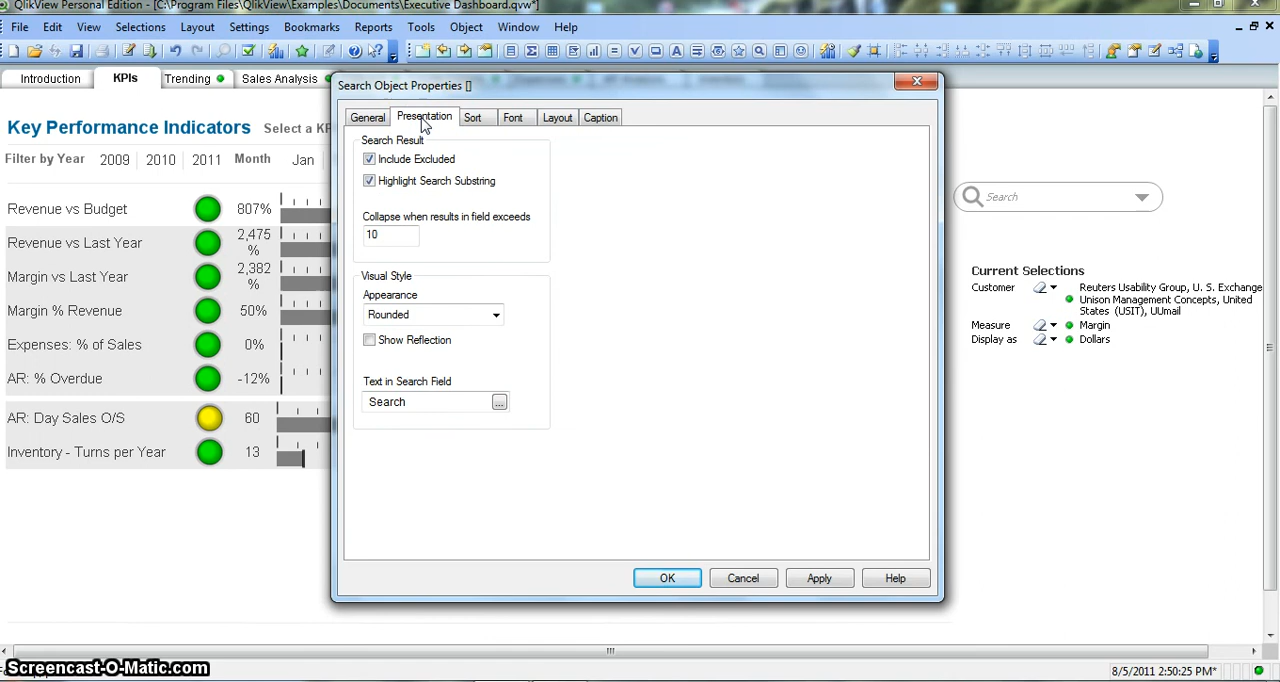 QlikView Personal Edition - [C:\Program Files\QlikView\Examples\Documents\Executive Dashboard.qvw*]
File Edit View Selections Layout Settings Bookmarks Reports Tools Object Window Help
Introduction KPIs Trending Sales Analysis
Search Object Properties []
General Presentation Sort Font Layout Caption
Key Performance Indicators Select a KP
Filter by Year 2009 2010 2011 Month Jan
Revenue vs Budget 807%
Revenue vs Last Year 2,475
%
Margin vs Last Year 2,382
%
Margin % Revenue 50%
Expenses: % of Sales 0%
AR: % Overdue -12%
AR: Day Sales O/S 60
Inventory - Turns per Year 13
Search Result
Include Excluded
Highlight Search Substring
Collapse when results in field exceeds
10
Visual Style
Appearance
Rounded
Show Reflection
Text in Search Field
Search ...
OK Cancel Apply Help
Search
Current Selections
Customer Reuters Usability Group, U. S. Exchange
Unison Management Concepts, United
States (USIT), UUmail
Measure Margin
Display as Dollars
Screencast-O-Matic.com
8/5/2011 2:50:25 PM*